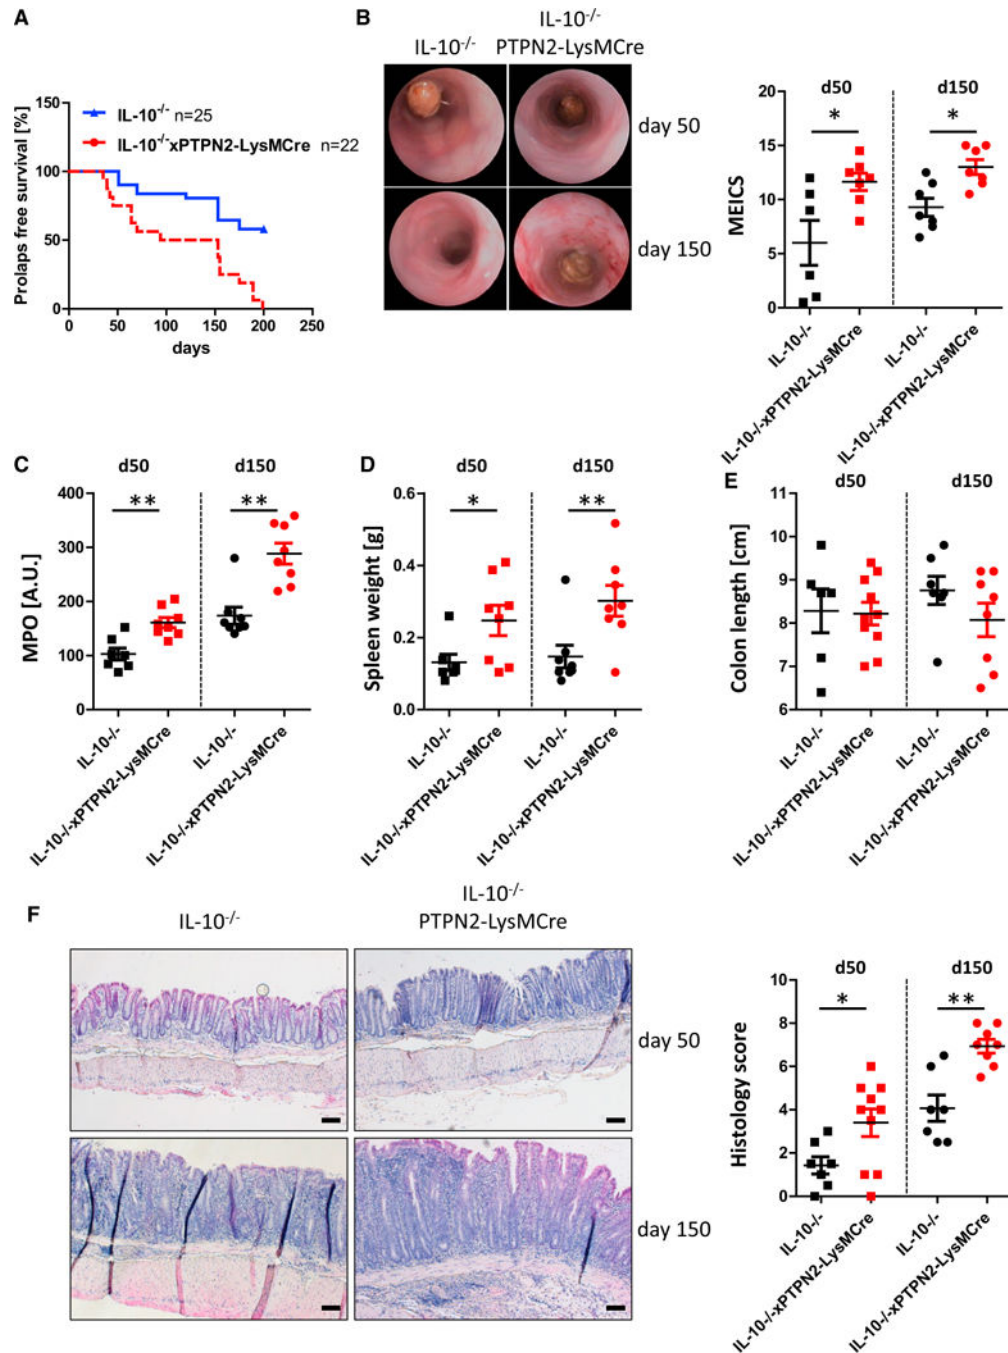 A
Prolaps free survival [%]
150
100
50
0
IL-10-/- n=25
IL-10-/-xPTPN2-LysMCre n=22
0 50 100 150 200 250
days
B
IL-10-/-
IL-10-/-
PTPN2-LysMCre
day 50
day 150
MEICS
d50 d150
* *
20
15
10
5
0
IL-10-/-
IL-10-/-xPTPN2-LysMCre
IL-10-/-
IL-10-/-xPTPN2-LysMCre
C
d50 d150
** **
MPO [A.U.]
400
300
200
100
0
IL-10-/-
IL-10-/-xPTPN2-LysMCre
IL-10-/-
IL-10-/-xPTPN2-LysMCre
D
d50 d150
* **
Spleen weight [g]
0.6
0.4
0.2
0.0
IL-10-/-
IL-10-/-xPTPN2-LysMCre
IL-10-/-
IL-10-/-xPTPN2-LysMCre
E
d50 d150
Colon length [cm]
10
9
8
7
6
IL-10-/-
IL-10-/-xPTPN2-LysMCre
IL-10-/-
IL-10-/-xPTPN2-LysMCre
F
IL-10-/-
IL-10-/-
PTPN2-LysMCre
day 50
day 150
d50 d150
* **
Histology score
10
8
6
4
2
0
IL-10-/-
IL-10-/-xPTPN2-LysMCre
IL-10-/-
IL-10-/-xPTPN2-LysMCre